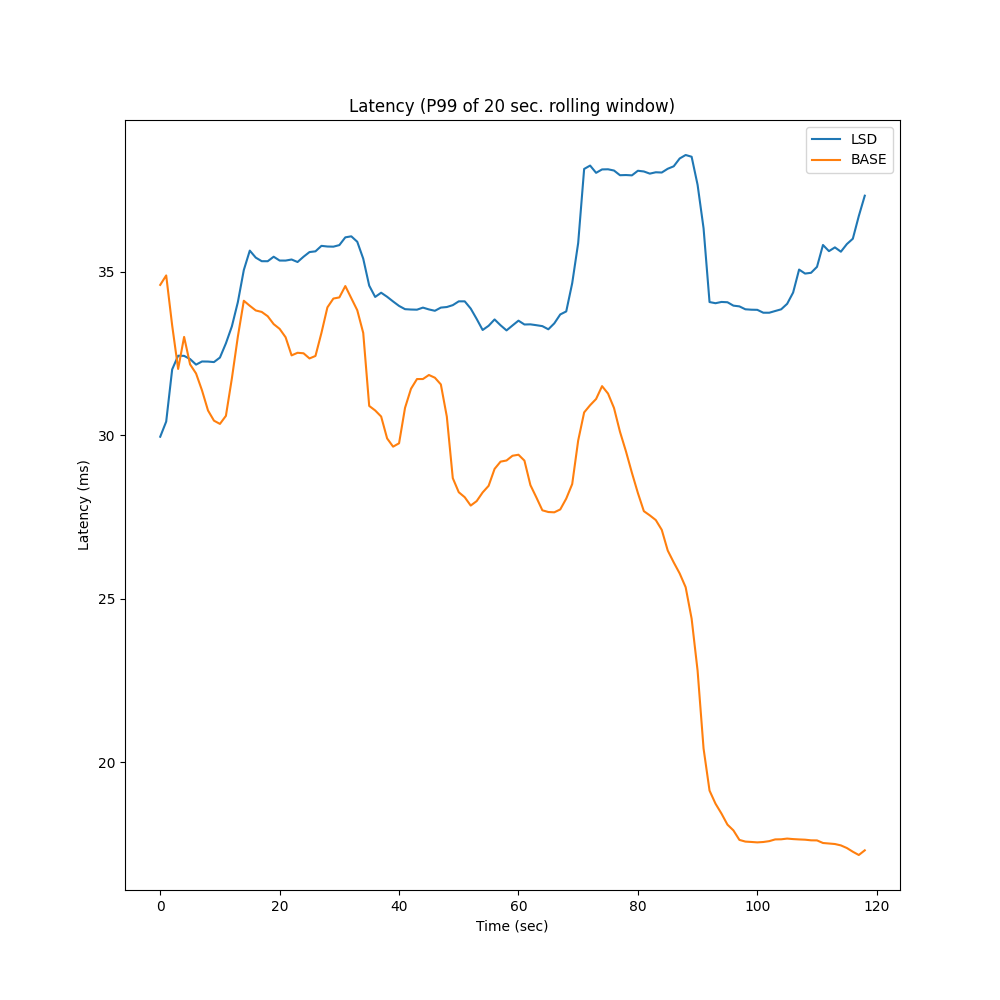 Latency (P99 of 20 sec. rolling window)
LSD
BASE
35
30
25
20
Latency (ms)
0 20 40 60 80 100 120
Time (sec)